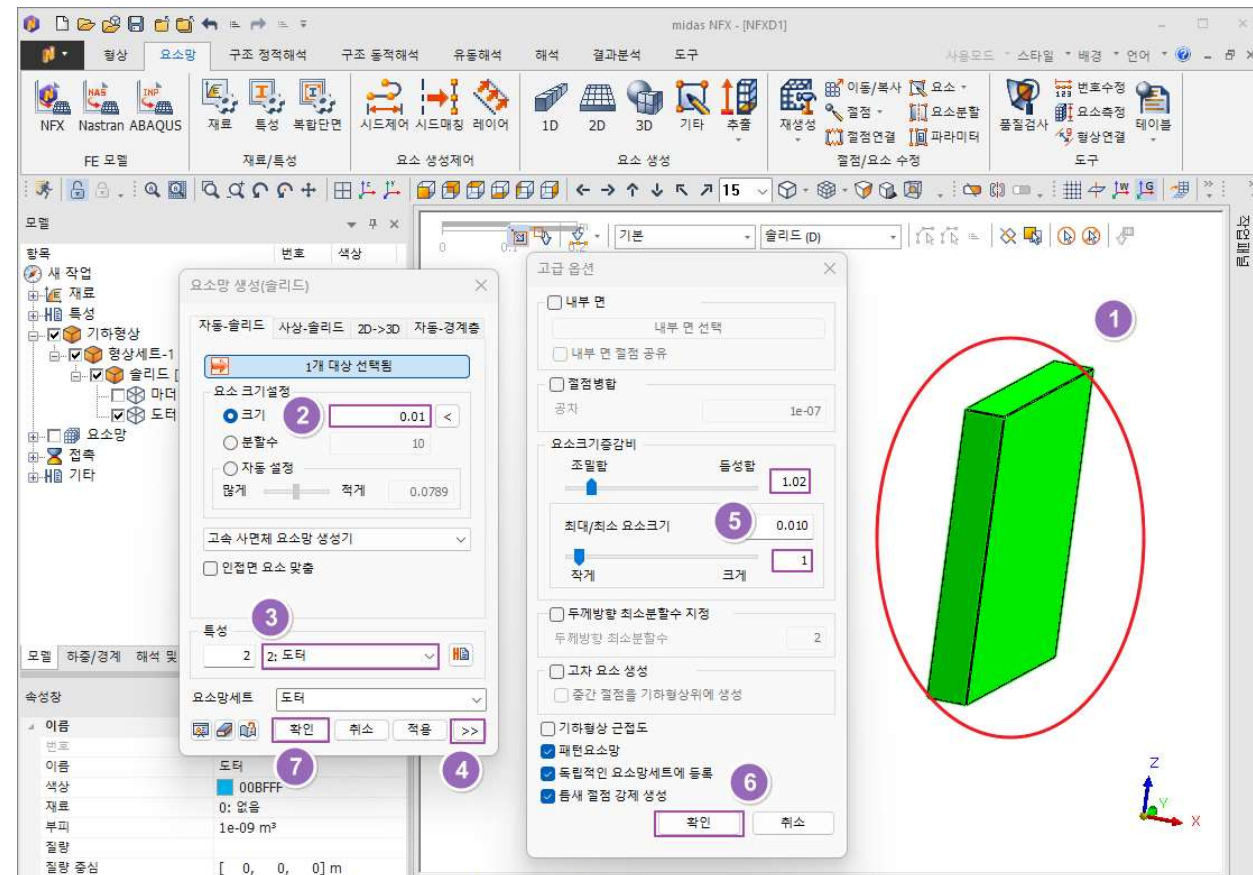 midas NFX - [NFXD1]
형상 요소망 구조 정적해석 구조 동적해석 유동해석 해석 결과분석 도구 사용모드 스타일 배경 언어
NAS INP
NFX Nastran ABAQUS 재료 특성 복합단면 시드제어 시드매칭 레이어 1D 2D 3D 기타 추출 재생성 이동/복사 요소 절점 요소분할 절점연결 파라미터 품질검사 번호수정 요소측정 형상연결 테이블
FE 모델 재료/특성 요소 생성제어 요소 생성 절점/요소 수정 도구
15
모델
기본 솔리드 (D)
0 0.1 0.2
항목 번호 색상
새 작업
재료
특성
기하형상
형상세트-1
솔리드 [
마더
도터
요소망
접촉
기타
모델 하중/경계 해석 및
속성창
이름
번호
이름 도터
색상 00BFFF
재료 0: 없음
부피 1e-09 m³
질량
질량 중심 [ 0, 0, 0] m
요소망 생성(솔리드)
자동-솔리드 사상-솔리드 2D->3D 자동-경계층
1개 대상 선택됨
요소 크기설정
크기 2 0.01 <
분할수 10
자동 설정
많게 적게 0.0789
고속 사면체 요소망 생성기
인접면 요소 맞춤
3
특성
2 2: 도터
요소망세트 도터
확인 취소 적용 >>
7 4
고급 옵션
내부 면
내부 면 선택
내부 면 절점 공유
절점병합
공차 1e-07
요소크기증감비
조밀함 듬성함
1.02
최대/최소 요소크기 5 0.010
1
작게 크게
두께방향 최소분할수 지정
두께방향 최소분할수 2
고차 요소 생성
중간 절점을 기하형상위에 생성
기하형상 근접도
패턴요소망
독립적인 요소망세트에 등록
틈새 절점 강제 생성
6
확인 취소
1
Z
Y
X